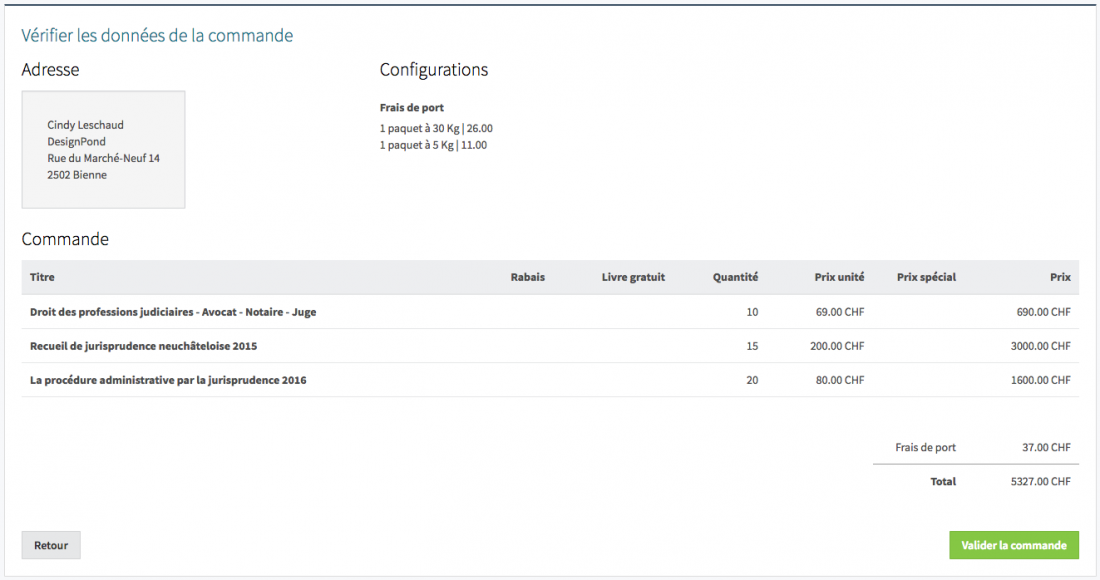 Vérifier les données de la commande
Adresse
Configurations
Cindy Leschaud
DesignPond
Rue du Marché-Neuf 14
2502 Bienne
Frais de port
1 paquet à 30 Kg | 26.00
1 paquet à 5 Kg | 11.00
Commande
Titre Rabais Livre gratuit Quantité Prix unité Prix spécial Prix
Droit des professions judiciaires - Avocat - Notaire - Juge 10 69.00 CHF 690.00 CHF
Recueil de jurisprudence neuchâteloise 2015 15 200.00 CHF 3000.00 CHF
La procédure administrative par la jurisprudence 2016 20 80.00 CHF 1600.00 CHF
Frais de port 37.00 CHF
Total 5327.00 CHF
Retour Valider la commande